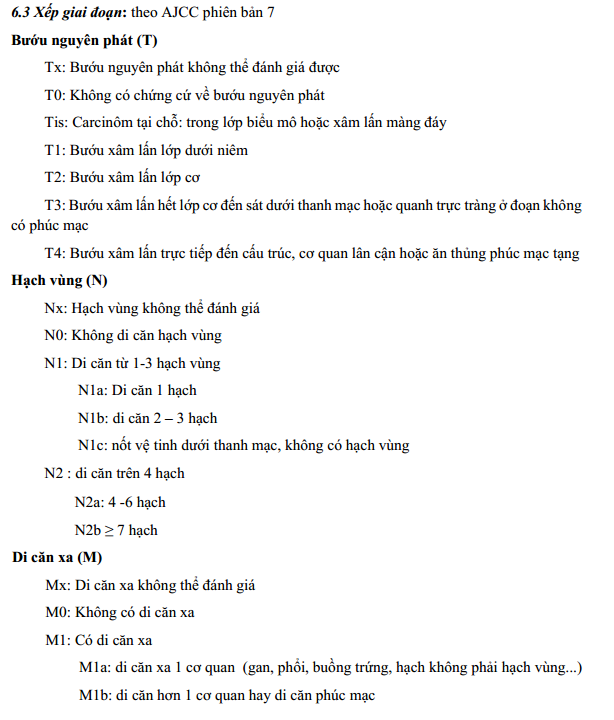 6.3 Xếp giai đoạn: theo AJCC phiên bản 7
Bướu nguyên phát (T)
Tx: Bướu nguyên phát không thể đánh giá được
T0: Không có chứng cứ về bướu nguyên phát
Tis: Carcinôm tại chỗ: trong lớp biểu mô hoặc xâm lấn màng đáy
T1: Bướu xâm lấn lớp dưới niêm
T2: Bướu xâm lấn lớp cơ
T3: Bướu xâm lấn hết lớp cơ đến sát dưới thanh mạc hoặc quanh trực tràng ở đoạn không
có phúc mạc
T4: Bướu xâm lấn trực tiếp đến cấu trúc, cơ quan lân cận hoặc ăn thủng phúc mạc tạng
Hạch vùng (N)
Nx: Hạch vùng không thể đánh giá
N0: Không di căn hạch vùng
N1: Di căn từ 1-3 hạch vùng
N1a: Di căn 1 hạch
N1b: di căn 2 – 3 hạch
N1c: nốt vệ tinh dưới thanh mạc, không có hạch vùng
N2 : di căn trên 4 hạch
N2a: 4 -6 hạch
N2b ≥ 7 hạch
Di căn xa (M)
Mx: Di căn xa không thể đánh giá
M0: Không có di căn xa
M1: Có di căn xa
M1a: di căn xa 1 cơ quan (gan, phổi, buồng trứng, hạch không phải hạch vùng...)
M1b: di căn hơn 1 cơ quan hay di căn phúc mạc